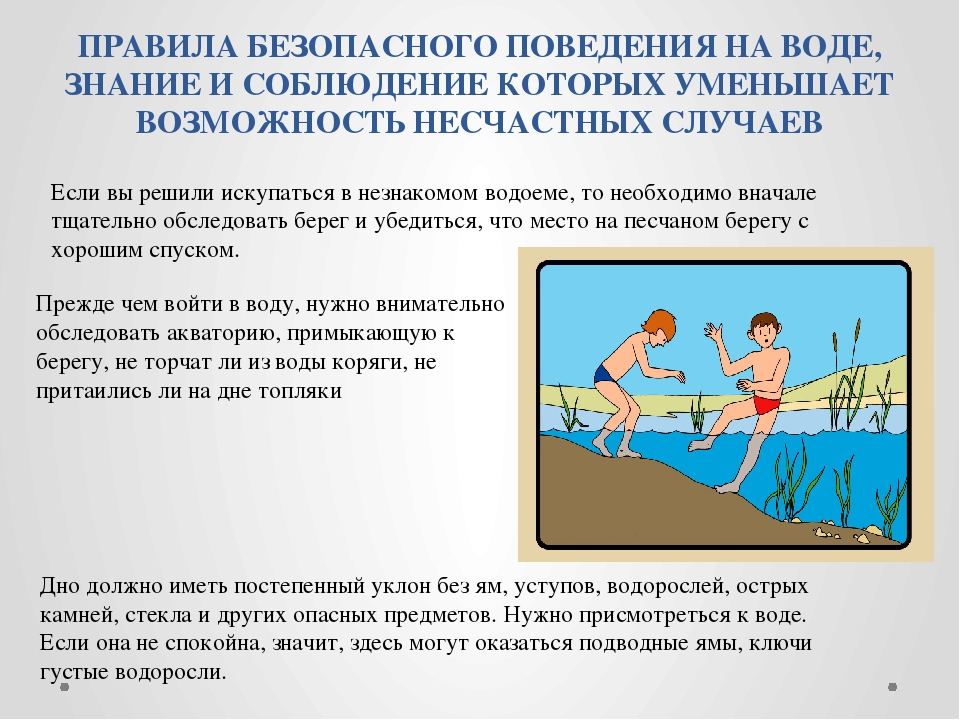 ПРАВИЛА БЕЗОПАСНОГО ПОВЕДЕНИЯ НА ВОДЕ,
ЗНАНИЕ И СОБЛЮДЕНИЕ КОТОРЫХ УМЕНЬШАЕТ
ВОЗМОЖНОСТЬ НЕСЧАСТНЫХ СЛУЧАЕВ
Если вы решили искупаться в незнакомом водоеме, то необходимо вначале
тщательно обследовать берег и убедиться, что место на песчаном берегу с
хорошим спуском.
Прежде чем войти в воду, нужно внимательно
обследовать акваторию, примыкающую к
берегу, не торчат ли из воды коряги, не
притаились ли на дне топляки
Дно должно иметь постепенный уклон без ям, уступов, водорослей, острых
камней, стекла и других опасных предметов. Нужно присмотреться к воде.
Если она не спокойна, значит, здесь могут оказаться подводные ямы, ключи
густые водоросли.